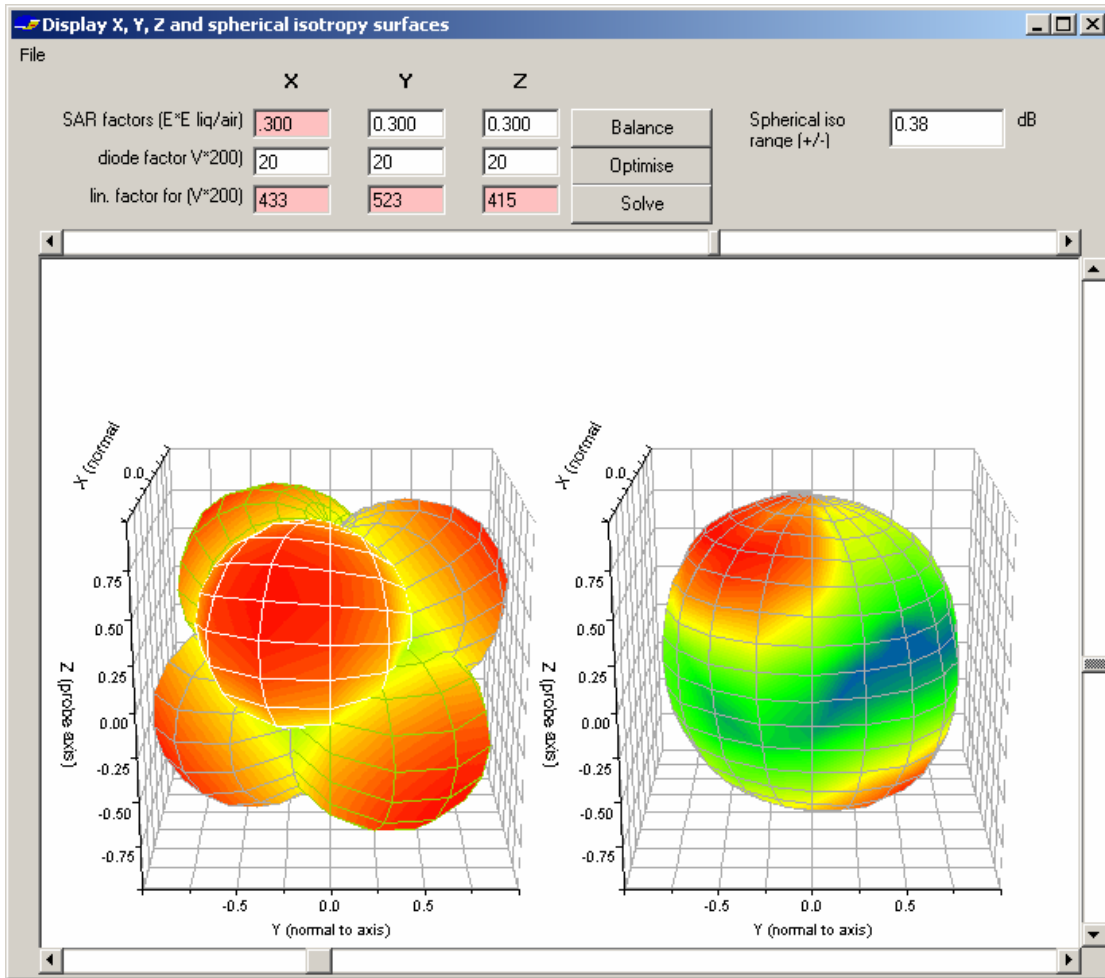 Display X, Y, Z and spherical isotropy surfaces
File
X Y Z
SAR factors (E*E liq/air) .300 0.300 0.300 Balance Spherical iso range (+/-) 0.38 dB
diode factor V*200) 20 20 20 Optimise
lin. factor for (V*200) 433 523 415 Solve
X (normal
0.0
0.75
0.50
0.25
0.00
-0.25
-0.50
-0.75
Z (probe axis)
-0.5 0.0 0.5
Y (normal to axis)
X (normal
0.0
0.75
0.50
0.25
0.00
-0.25
-0.50
-0.75
Z (probe axis)
-0.5 0.0 0.5
Y (normal to axis)